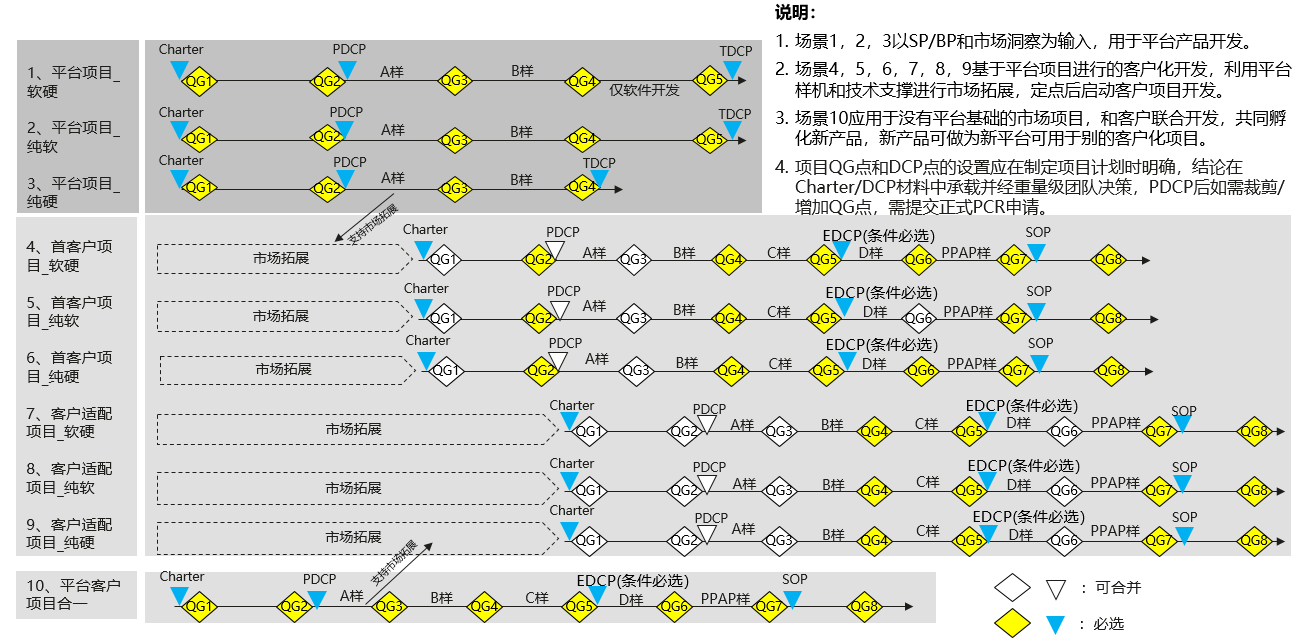 说明：
1. 场景1，2，3以SP/BP和市场洞察为输入，用于平台产品开发。
2. 场景4，5，6，7，8，9基于平台项目进行的客户化开发，利用平台
样机和技术支撑进行市场拓展，定点后启动客户项目开发。
3. 场景10应用于没有平台基础的市场项目，和客户联合开发，共同孵
化新产品，新产品可做为新平台可用于别的客户化项目。
4. 项目QG点和DCP点的设置应在制定项目计划时明确，结论在
Charter/DCP材料中承载并经重量级团队决策，PDCP后如需裁剪/
增加QG点，需提交正式PCR申请。
1、平台项目_
软硬
Charter PDCP TDCP
QG1 QG2 A样 QG3 B样 QG4 仅软件开发 QG5
2、平台项目_
纯软
Charter PDCP TDCP
QG1 QG2 A样 QG3 B样 QG4 QG5
3、平台项目_
纯硬
Charter PDCP TDCP
QG1 QG2 A样 QG3 B样 QG4
支持市场拓展
4、首客户项
目_软硬
Charter PDCP EDCP(条件必选) SOP
市场拓展 QG1 QG2 A样 QG3 B样 QG4 C样 QG5 D样 QG6 PPAP样 QG7 QG8
5、首客户项
目_纯软
Charter PDCP EDCP(条件必选) SOP
市场拓展 QG1 QG2 A样 QG3 B样 QG4 C样 QG5 D样 QG6 PPAP样 QG7 QG8
6、首客户项
目_纯硬
Charter PDCP EDCP(条件必选) SOP
市场拓展 QG1 QG2 A样 QG3 B样 QG4 C样 QG5 D样 QG6 PPAP样 QG7 QG8
7、客户适配
项目_软硬
Charter PDCP EDCP(条件必选) SOP
市场拓展 QG1 QG2 A样 QG3 B样 QG4 C样 QG5 D样 QG6 PPAP样 QG7 QG8
8、客户适配
项目_纯软
Charter PDCP EDCP(条件必选) SOP
市场拓展 QG1 QG2 A样 QG3 B样 QG4 C样 QG5 D样 QG6 PPAP样 QG7 QG8
9、客户适配
项目_纯硬
Charter PDCP EDCP(条件必选) SOP
市场拓展 QG1 QG2 A样 QG3 B样 QG4 C样 QG5 D样 QG6 PPAP样 QG7 QG8
支持市场拓展
10、平台客户
项目合一
Charter PDCP EDCP(条件必选) SOP
QG1 QG2 A样 QG3 B样 QG4 C样 QG5 D样 QG6 PPAP样 QG7 QG8
：可合并
：必选